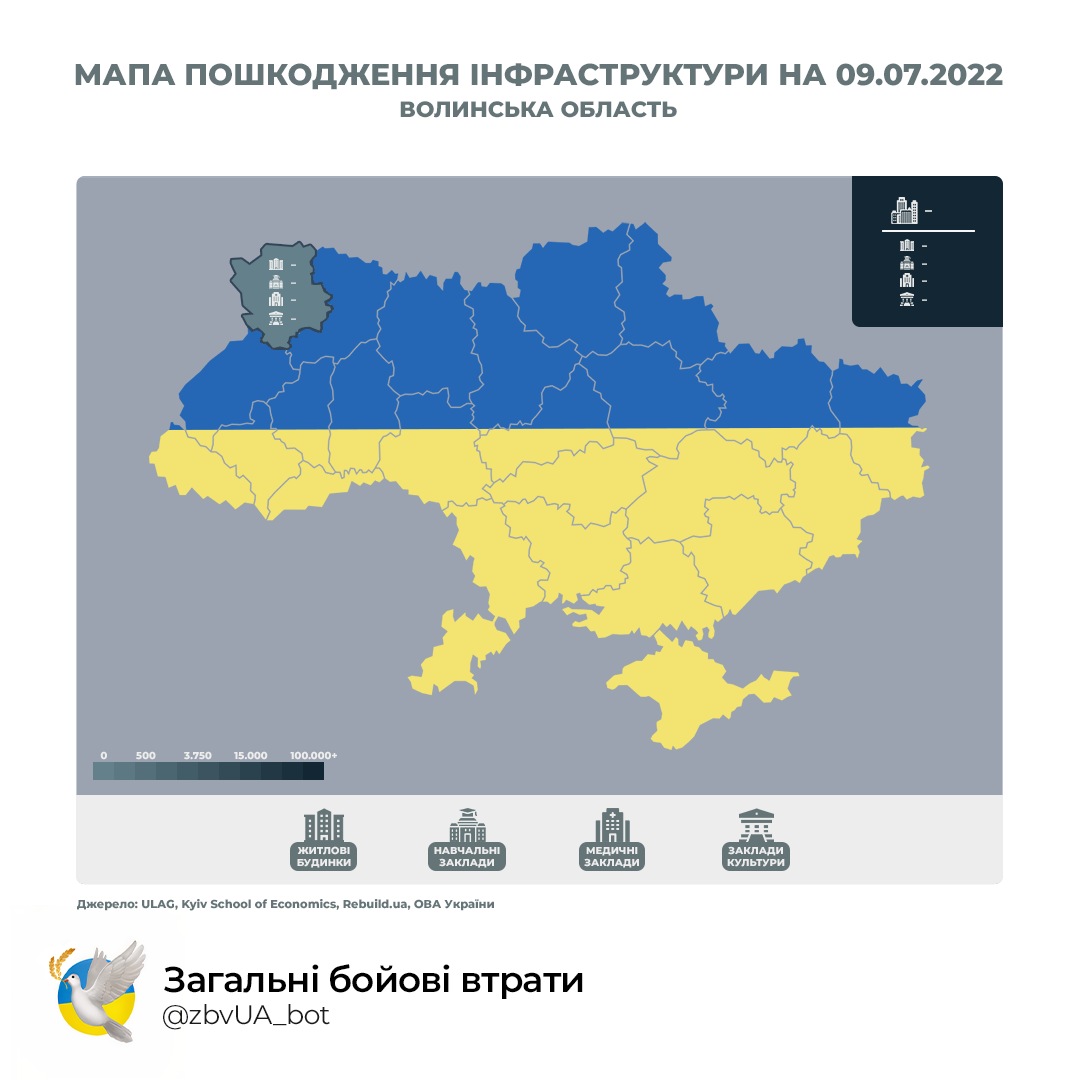 МАПА ПОШКОДЖЕННЯ ІНФРАСТРУКТУРИ НА 09.07.2022
ВОЛИНСЬКА ОБЛАСТЬ
–
–
–
–
–
–
–
–
–
0 500 3.750 15.000 100.000+
ЖИТЛОВІ
БУДИНКИ
НАВЧАЛЬНІ
ЗАКЛАДИ
МЕДИЧНІ
ЗАКЛАДИ
ЗАКЛАДИ
КУЛЬТУРИ
Джерело: ULAG, Kyiv School of Economics, Rebuild.ua, ОВА України
Загальні бойові втрати
@zbvUA_bot